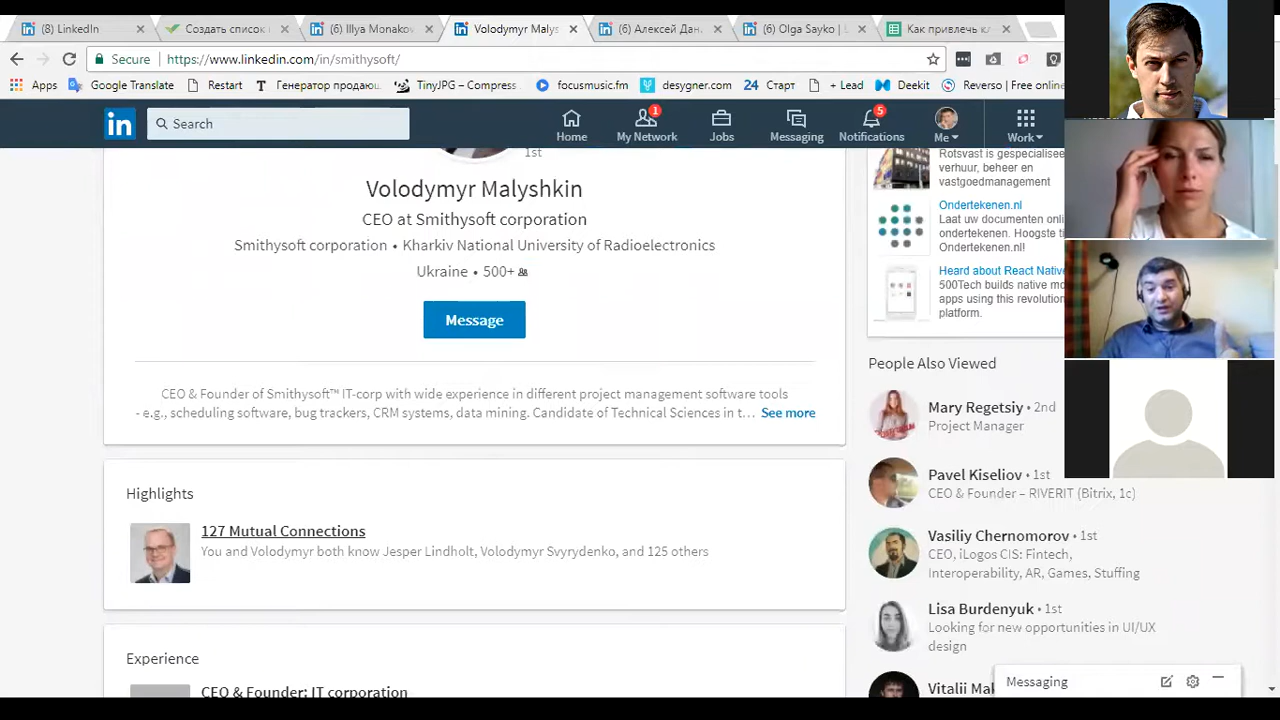 (8) LinkedIn
Создать список
(6) Illya Monakov
Volodymyr Malys
(6) Алексей Дан
(6) Olga Sayko | L
Как привлечь кл
Secure
https://www.linkedin.com/in/smithysoft/
Apps
Google Translate
Restart
Генератор продаю
TinyJPG – Compress
focusmusic.fm
desygner.com
24 Старт
+ Lead
Deekit
Reverso | Free online
in
Search
Home
1
My Network
Jobs
Messaging
5
Notifications
Me
Work
1st
Volodymyr Malyshkin
CEO at Smithysoft corporation
Smithysoft corporation • Kharkiv National University of Radioelectronics
Ukraine • 500+
Message
CEO & Founder of Smithysoft™ IT-corp with wide experience in different project management software tools
- e.g., scheduling software, bug trackers, CRM systems, data mining. Candidate of Technical Sciences in t… See more
Highlights
127 Mutual Connections
You and Volodymyr both know Jesper Lindholt, Volodymyr Svyrydenko, and 125 others
Experience
CEO & Founder: IT corporation
Rotsvast is gespecialisee
verhuur, beheer en
vastgoedmanagement
Ondertekenen.nl
Laat uw documenten onli
ondertekenen. Hoogste ti
Ondertekenen.nl!
Heard about React Native
500Tech builds native mo
apps using this revolution
platform.
People Also Viewed
Mary Regetsiy • 2nd
Project Manager
Pavel Kiseliov • 1st
CEO & Founder – RIVERIT (Bitrix, 1c)
Vasiliy Chernomorov • 1st
CEO, iLogos CIS: Fintech,
Interoperability, AR, Games, Stuffing
Lisa Burdenyuk • 1st
Looking for new opportunities in UI/UX
design
Vitalii Mak
Messaging